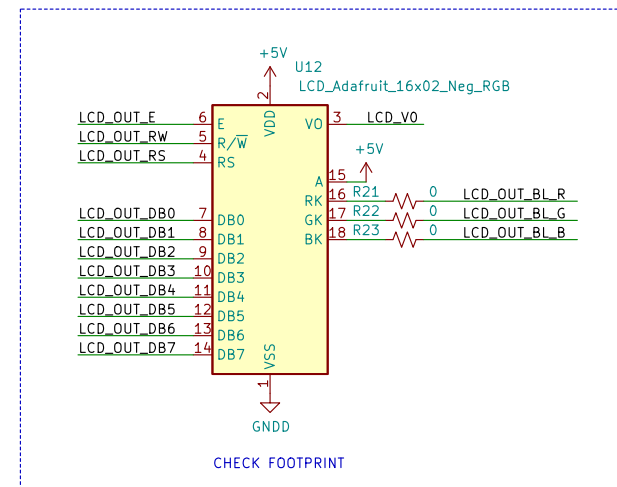 +5V
U12
LCD_Adafruit_16x02_Neg_RGB
2
VDD
LCD_OUT_E 6 E
VO 3 LCD_V0
LCD_OUT_RW 5 R/W
LCD_OUT_RS 4 RS
+5V
A 15
RK 16 R21 0 LCD_OUT_BL_R
GK 17 R22 0 LCD_OUT_BL_G
BK 18 R23 0 LCD_OUT_BL_B
LCD_OUT_DB0 7 DB0
LCD_OUT_DB1 8 DB1
LCD_OUT_DB2 9 DB2
LCD_OUT_DB3 10 DB3
LCD_OUT_DB4 11 DB4
LCD_OUT_DB5 12 DB5
LCD_OUT_DB6 13 DB6
LCD_OUT_DB7 14 DB7
VSS
1
GNDD
CHECK FOOTPRINT